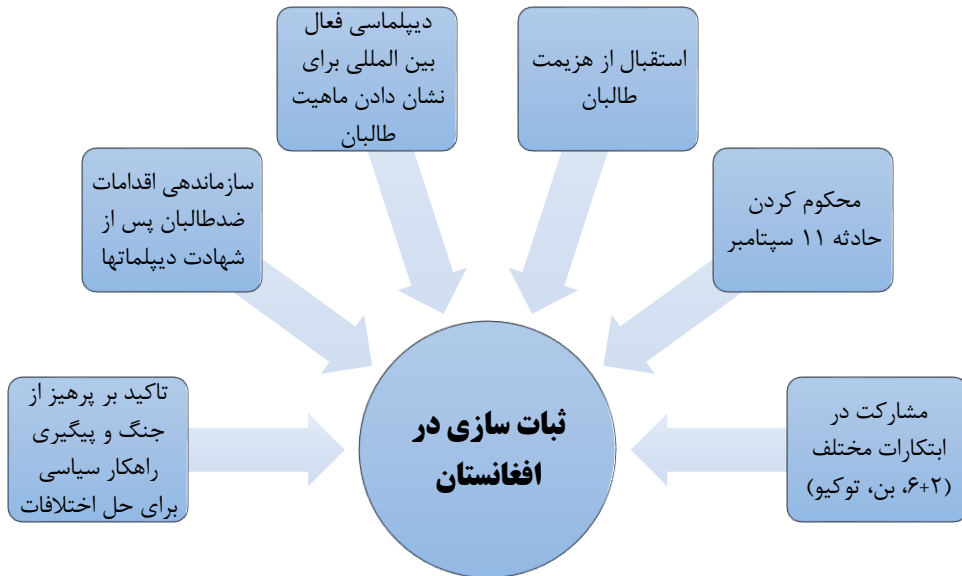 استقبال از هزیمت
طالبان
دیپلماسی فعال
بین المللی برای
نشان دادن ماهیت
طالبان
محکوم کردن
حادثه ۱۱ سپتامبر
سازماندهی اقدامات
ضدطالبان پس از
شهادت دیپلماتها
مشارکت در
ابتکارات مختلف
(۶+۲، بن، توکیو)
ثبات سازی در
افغانستان
تاکید بر پرهیز از
جنگ و پیگیری
راهکار سیاسی
برای حل اختلافات